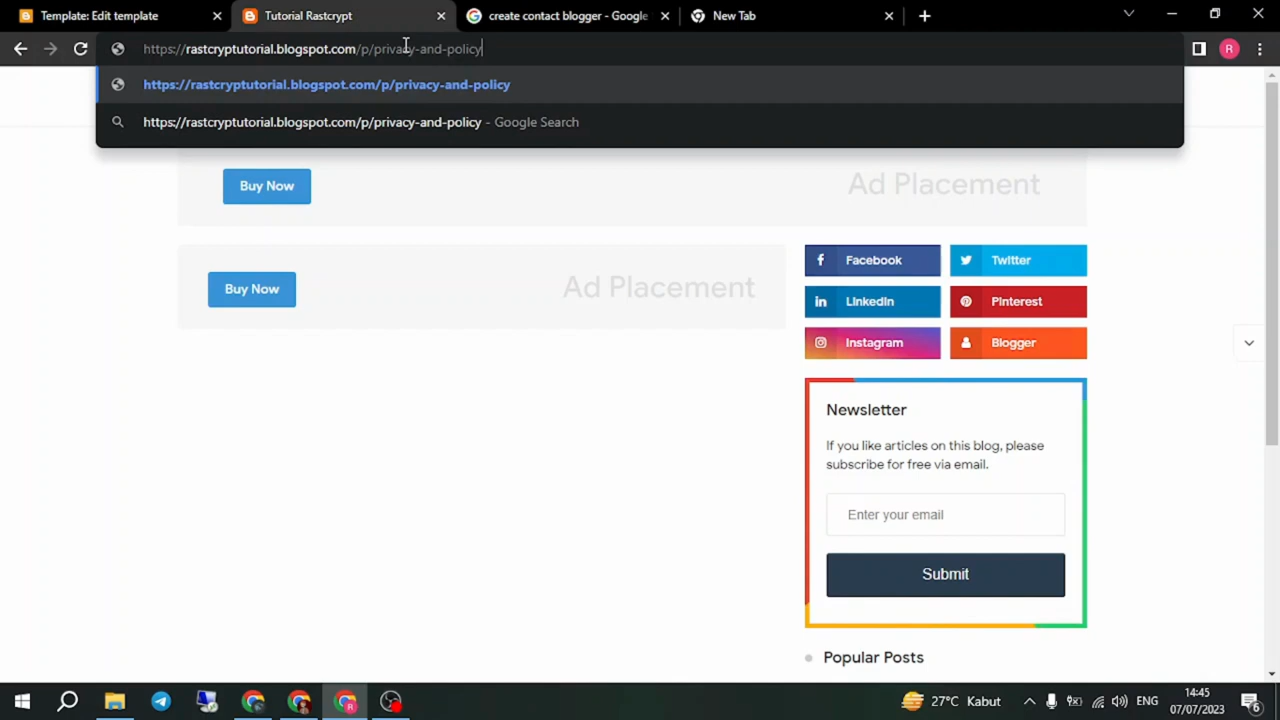 Template: Edit template
Tutorial Rastcrypt
create contact blogger - Google
New Tab
https://rastcryptutorial.blogspot.com/p/privacy-and-policy
R
https://rastcryptutorial.blogspot.com/p/privacy-and-policy
https://rastcryptutorial.blogspot.com/p/privacy-and-policy - Google Search
Buy Now
Ad Placement
Buy Now
Ad Placement
Facebook
Twitter
LinkedIn
Pinterest
Instagram
Blogger
Newsletter
If you like articles on this blog, please
subscribe for free via email.
Enter your email
Submit
Popular Posts
27°C Kabut
ENG
14:45
07/07/2023
6